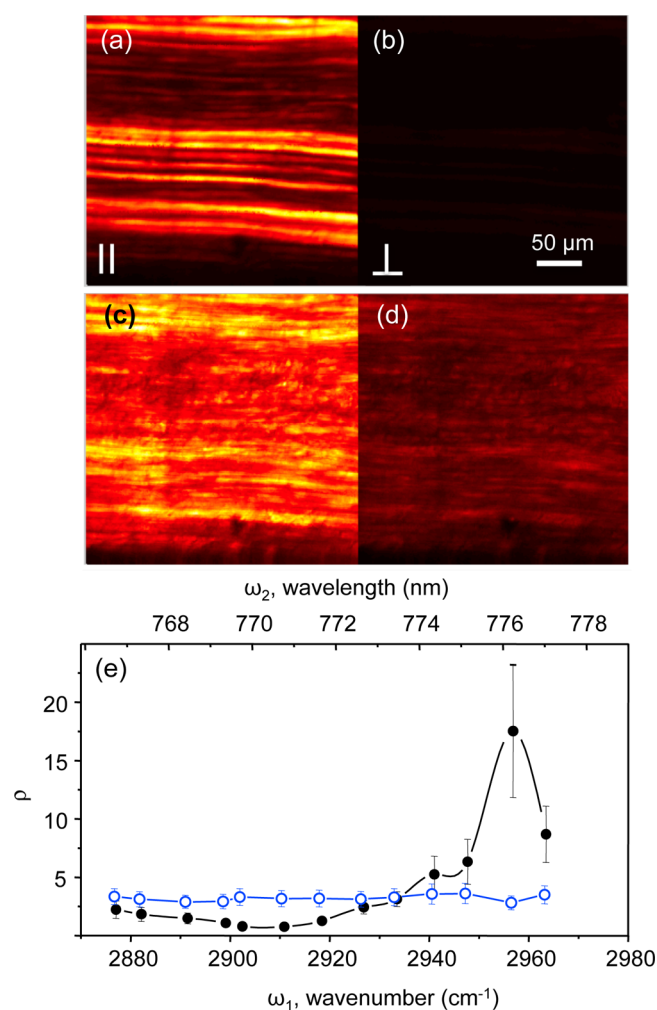 (a)
(b)
||
⊥
50 μm
(c)
(d)
ω₂, wavelength (nm)
768 770 772 774 776 778
(e)
20
15
10
5
ρ
2880 2900 2920 2940 2960 2980
ω₁, wavenumber (cm⁻¹)